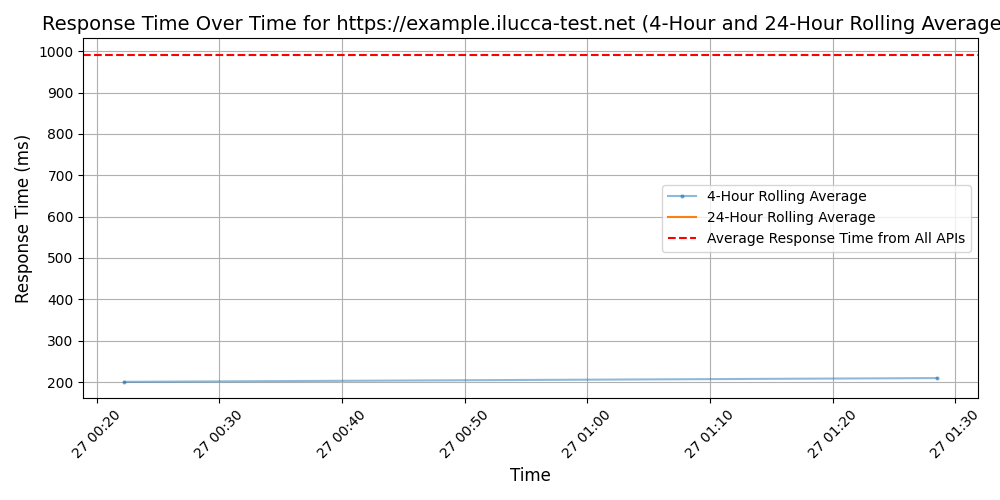 Response Time Over Time for https://example.ilucca-test.net (4-Hour and 24-Hour Rolling Average
Response Time (ms)
1000
900
800
700
600
500
400
300
200
4-Hour Rolling Average
24-Hour Rolling Average
Average Response Time from All APIs
27 00:20
27 00:30
27 00:40
27 00:50
27 01:00
27 01:10
27 01:20
27 01:30
Time